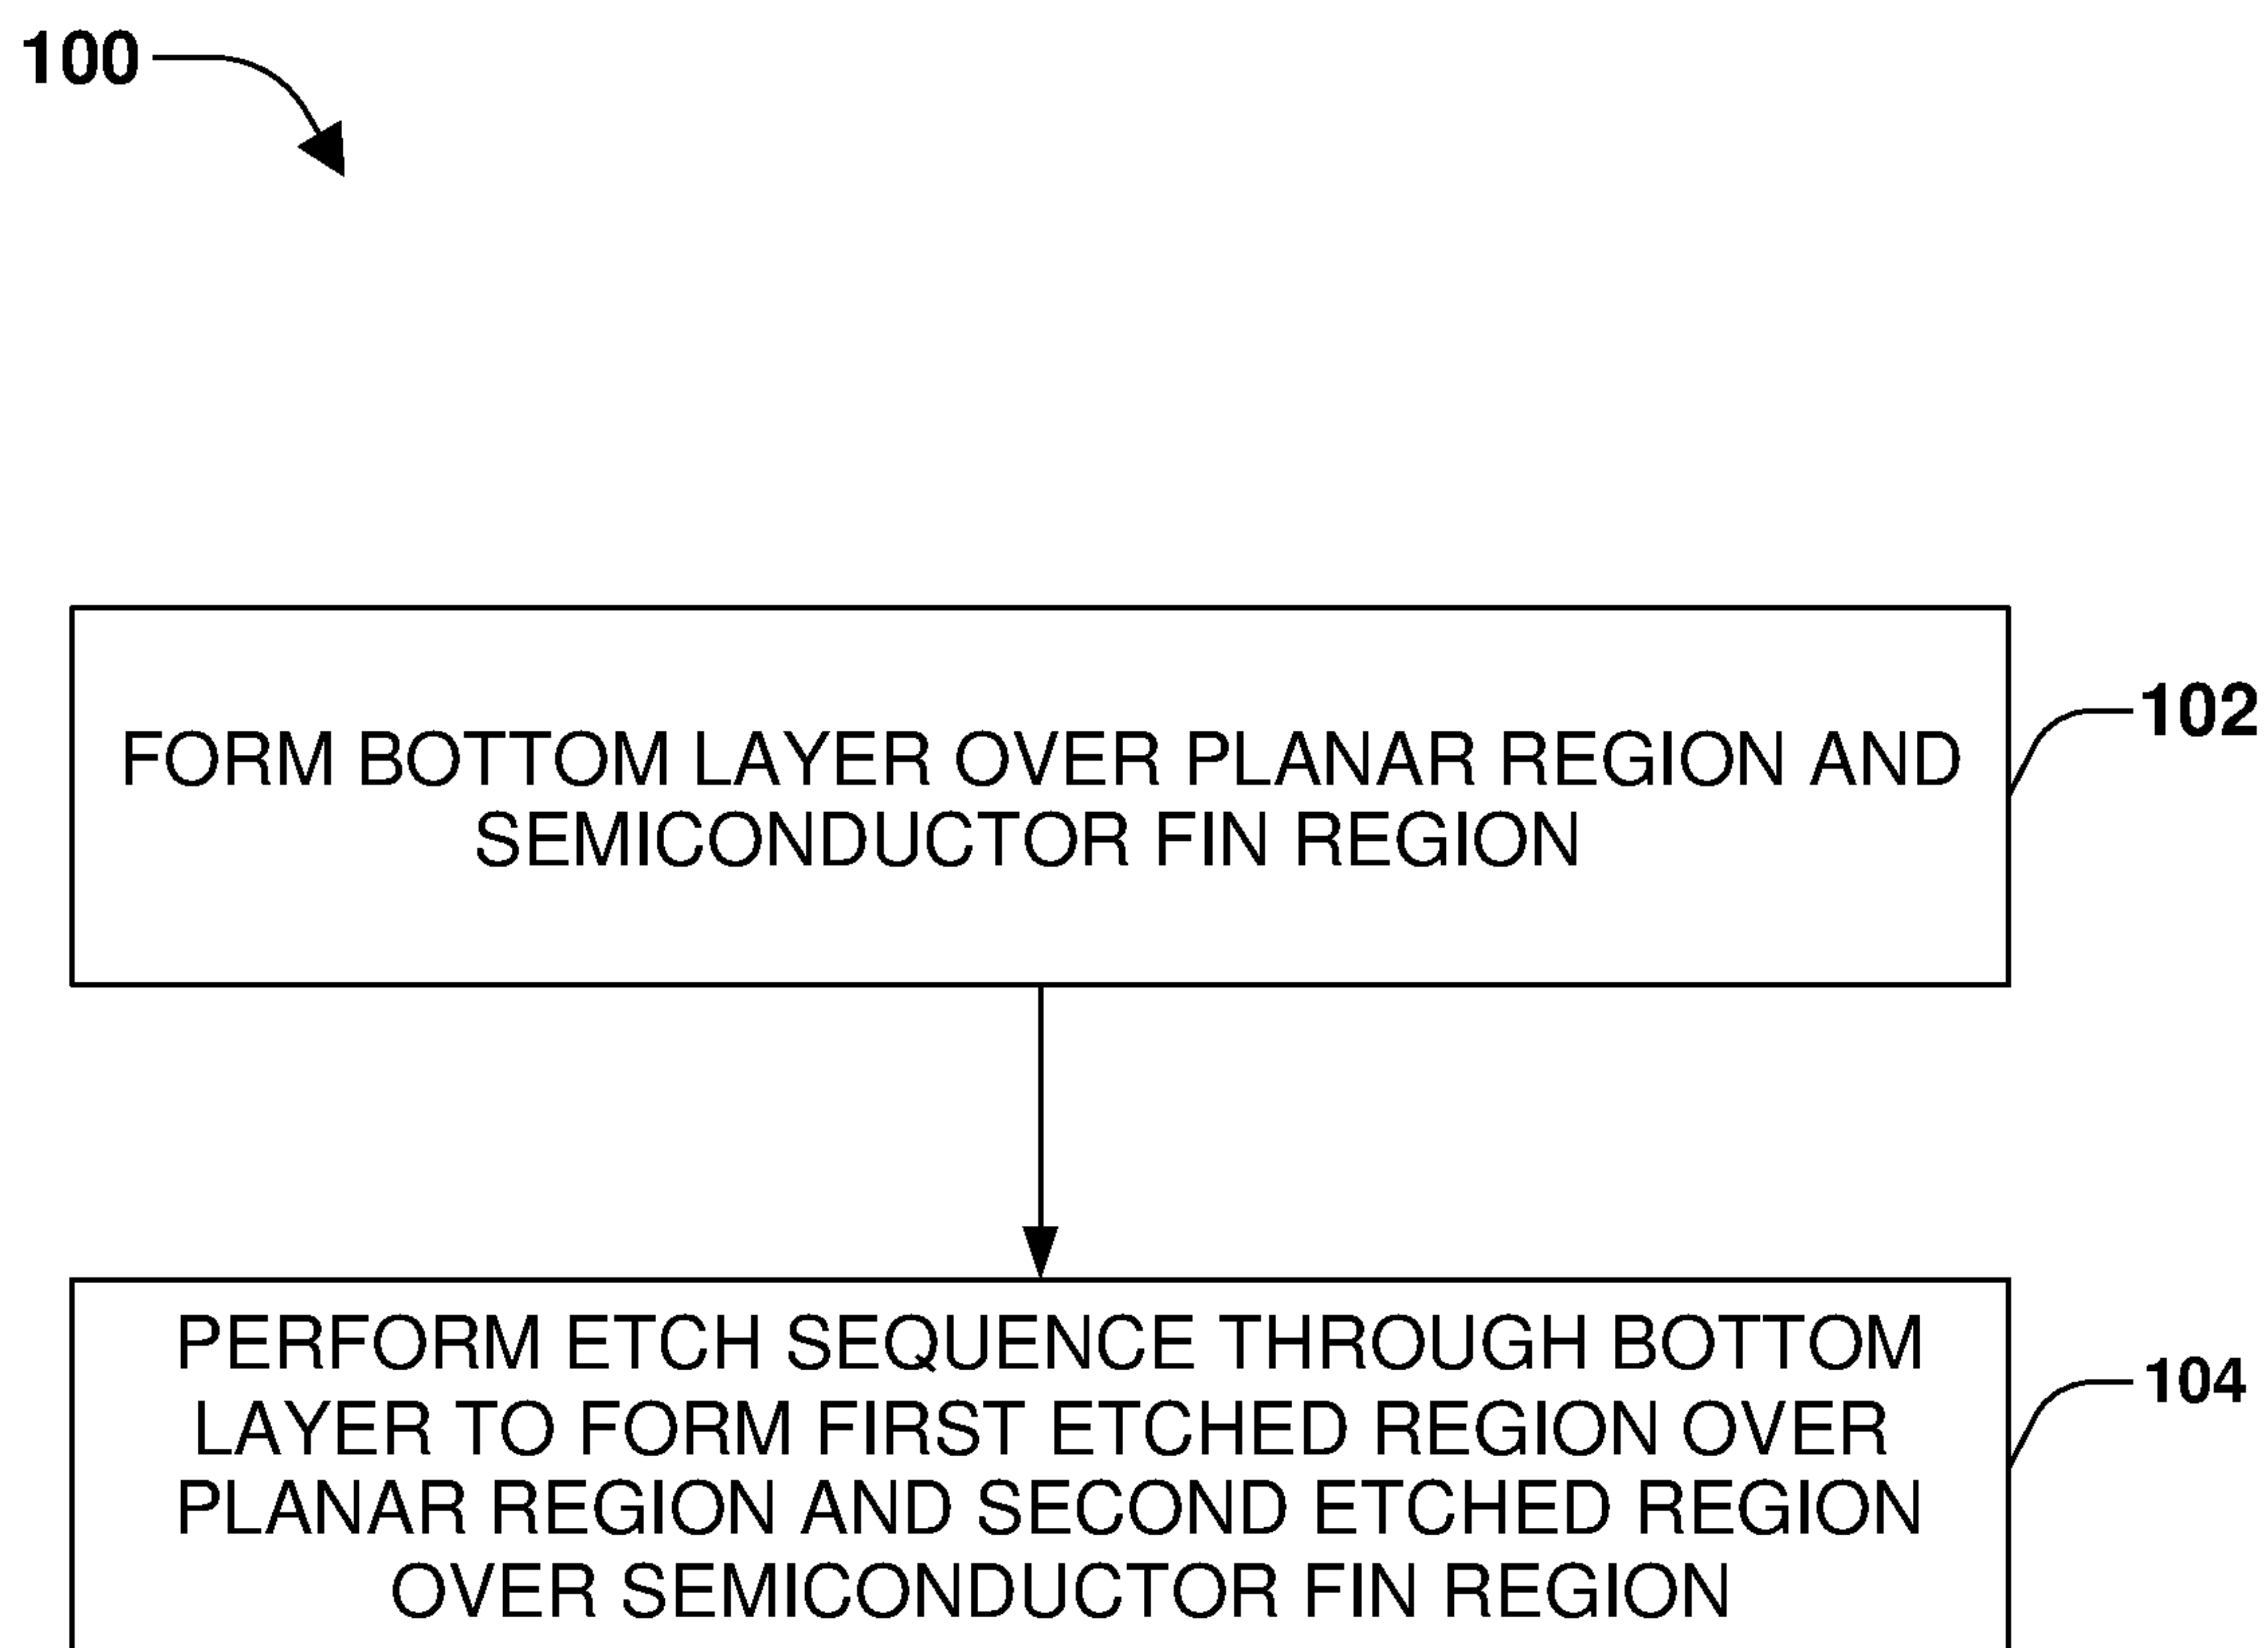 100
FORM BOTTOM LAYER OVER PLANAR REGION AND
SEMICONDUCTOR FIN REGION
102
PERFORM ETCH SEQUENCE THROUGH BOTTOM
LAYER TO FORM FIRST ETCHED REGION OVER
PLANAR REGION AND SECOND ETCHED REGION
OVER SEMICONDUCTOR FIN REGION
104